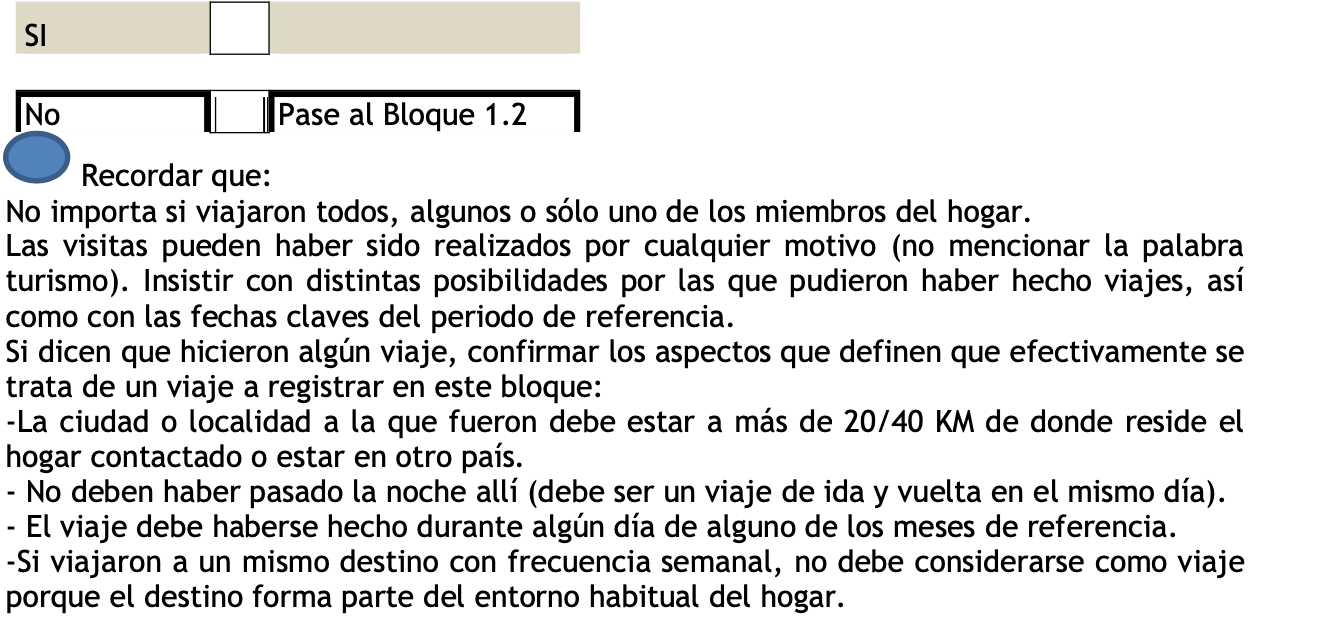 SI
No Pase al Bloque 1.2
Recordar que:
No importa si viajaron todos, algunos o sólo uno de los miembros del hogar.
Las visitas pueden haber sido realizados por cualquier motivo (no mencionar la palabra
turismo). Insistir con distintas posibilidades por las que pudieron haber hecho viajes, así
como con las fechas claves del periodo de referencia.
Si dicen que hicieron algún viaje, confirmar los aspectos que definen que efectivamente se
trata de un viaje a registrar en este bloque:
-La ciudad o localidad a la que fueron debe estar a más de 20/40 KM de donde reside el
hogar contactado o estar en otro país.
- No deben haber pasado la noche allí (debe ser un viaje de ida y vuelta en el mismo día).
- El viaje debe haberse hecho durante algún día de alguno de los meses de referencia.
-Si viajaron a un mismo destino con frecuencia semanal, no debe considerarse como viaje
porque el destino forma parte del entorno habitual del hogar.